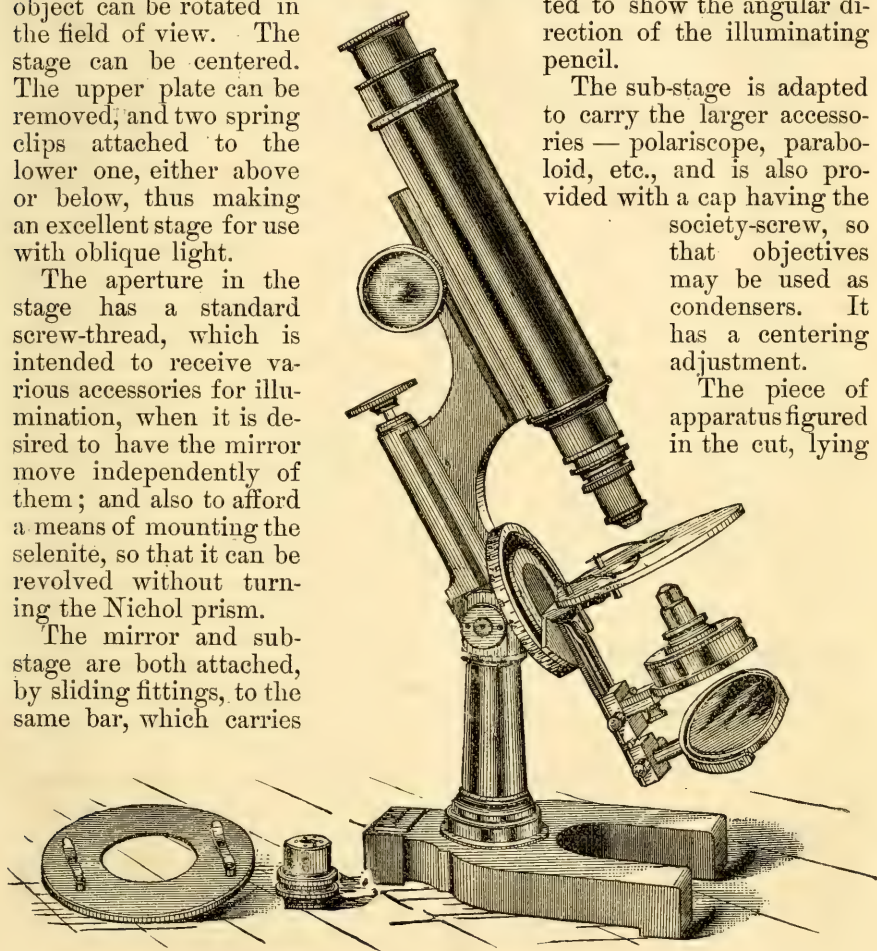 object can be rotated in
the field of view. The
stage can be centered.
The upper plate can be
removed, and two spring
clips attached to the
lower one, either above
or below, thus making
an excellent stage for use
with oblique light.
The aperture in the
stage has a standard
screw-thread, which is
intended to receive va-
rious accessories for illu-
mination, when it is de-
sired to have the mirror
move independently of
them; and also to afford
a means of mounting the
selenite, so that it can be
revolved without turn-
ing the Nichol prism.
The mirror and sub-
stage are both attached,
by sliding fittings, to the
same bar, which carries
ted to show the angular di-
rection of the illuminating
pencil.
The sub-stage is adapted
to carry the larger accesso-
ries — polariscope, parabo-
loid, etc., and is also pro-
vided with a cap having the
society-screw, so
that objectives
may be used as
condensers. It
has a centering
adjustment.
The piece of
apparatus figured
in the cut, lying